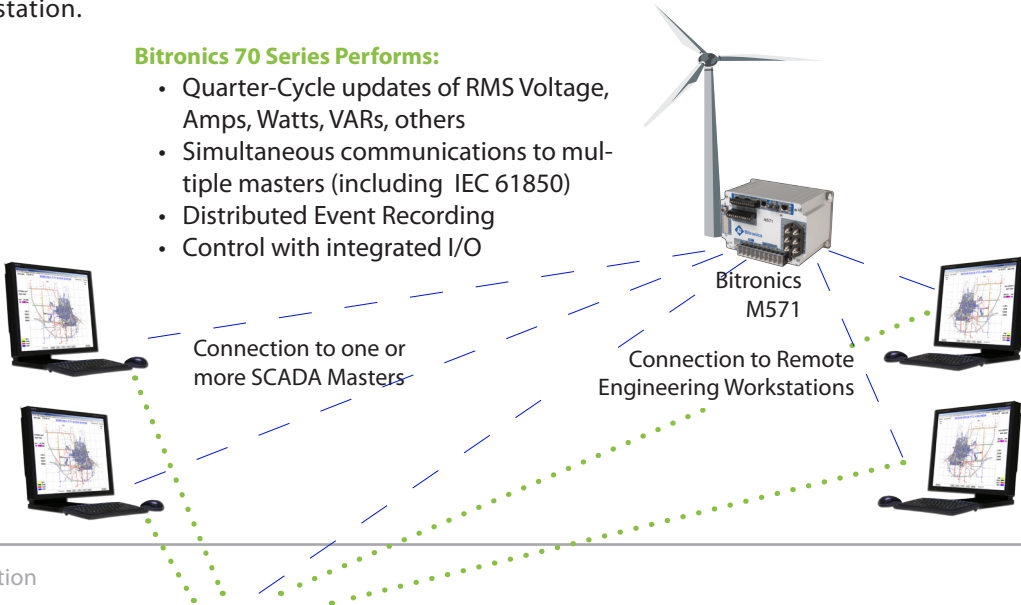 station.
Bitronics 70 Series Performs:
• Quarter-Cycle updates of RMS Voltage,
Amps, Watts, VARs, others
• Simultaneous communications to mul-
tiple masters (including IEC 61850)
• Distributed Event Recording
• Control with integrated I/O
M571
Bitronics
Bitronics
M571
Connection to one or
more SCADA Masters
Connection to Remote
Engineering Workstations
tion